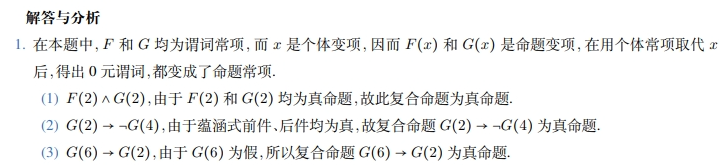 解答与分析
1. 在本题中, F 和 G 均为谓词常项, 而 x 是个体变项, 因而 F(x) 和 G(x) 是命题变项, 在用个体常项取代 x
后, 得出 0 元谓词, 都变成了命题常项.
(1) F(2) ∧ G(2), 由于 F(2) 和 G(2) 均为真命题, 故此复合命题为真命题.
(2) G(2) → ¬G(4), 由于蕴涵式前件、后件均为真, 故复合命题 G(2) → ¬G(4) 为真命题.
(3) G(6) → G(2), 由于 G(6) 为假, 所以复合命题 G(6) → G(2) 为真命题.